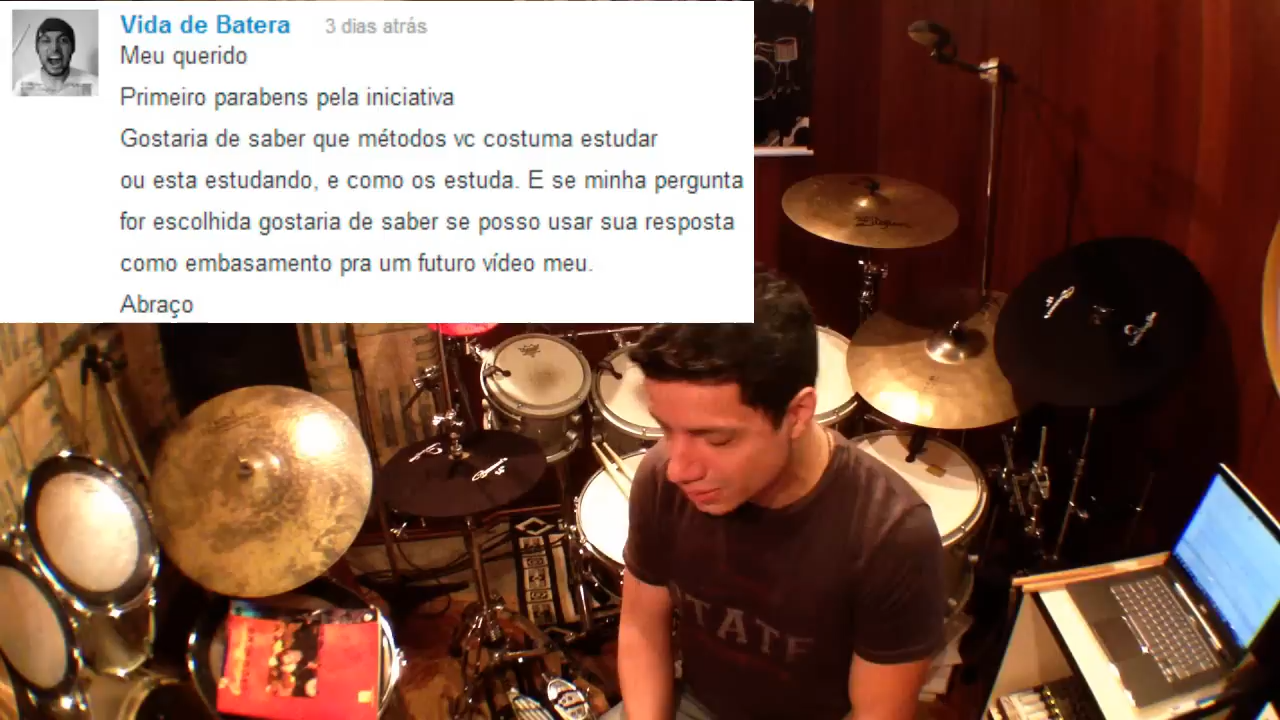 Vida de Batera 3 dias atrás
Meu querido
Primeiro parabens pela iniciativa
Gostaria de saber que métodos vc costuma estudar
ou esta estudando, e como os estuda. E se minha pergunta
for escolhida gostaria de saber se posso usar sua resposta
como embasamento pra um futuro vídeo meu.
Abraço
Zildjian
STATE